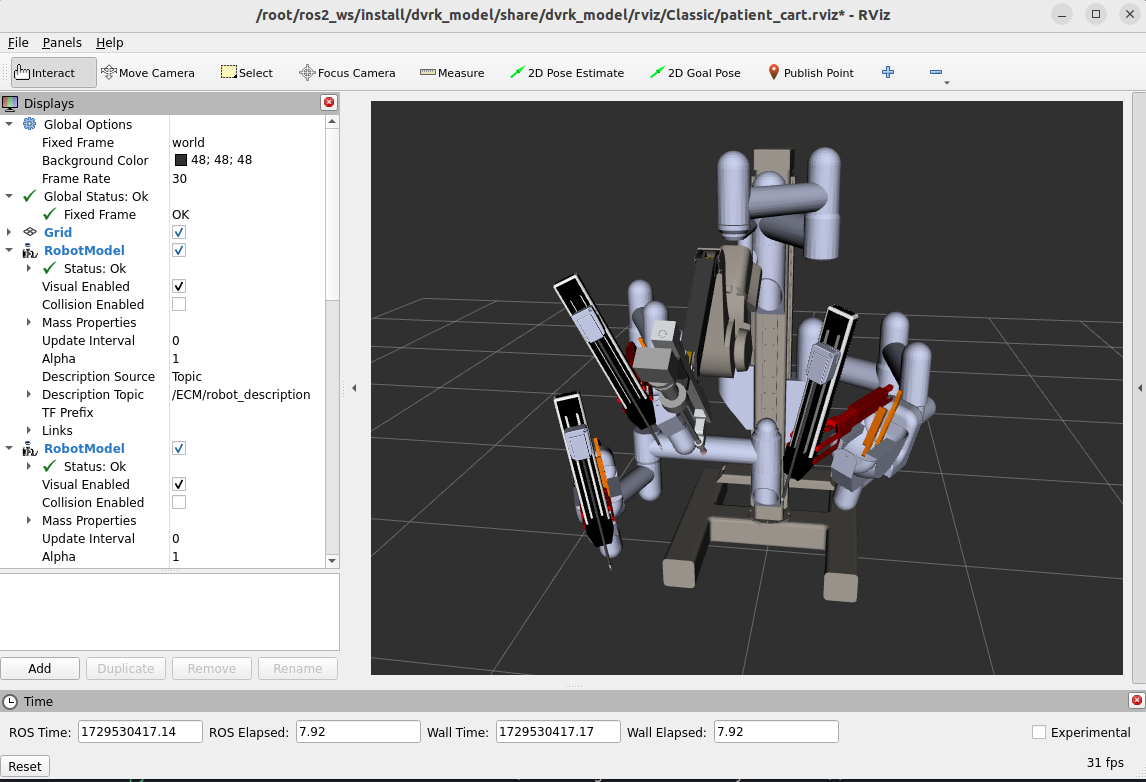 /root/ros2_ws/install/dvrk_model/share/dvrk_model/rviz/Classic/patient_cart.rviz* - RViz
File Panels Help
Interact Move Camera Select Focus Camera Measure 2D Pose Estimate 2D Goal Pose Publish Point
Displays
Global Options
Fixed Frame world
Background Color 48; 48; 48
Frame Rate 30
Global Status: Ok
Fixed Frame OK
Grid
RobotModel
Status: Ok
Visual Enabled
Collision Enabled
Mass Properties
Update Interval 0
Alpha 1
Description Source Topic
Description Topic /ECM/robot_description
TF Prefix
Links
RobotModel
Status: Ok
Visual Enabled
Collision Enabled
Mass Properties
Update Interval 0
Alpha 1
Add Duplicate Remove Rename
Time
ROS Time: 1729530417.14 ROS Elapsed: 7.92 Wall Time: 1729530417.17 Wall Elapsed: 7.92 Experimental
Reset 31 fps